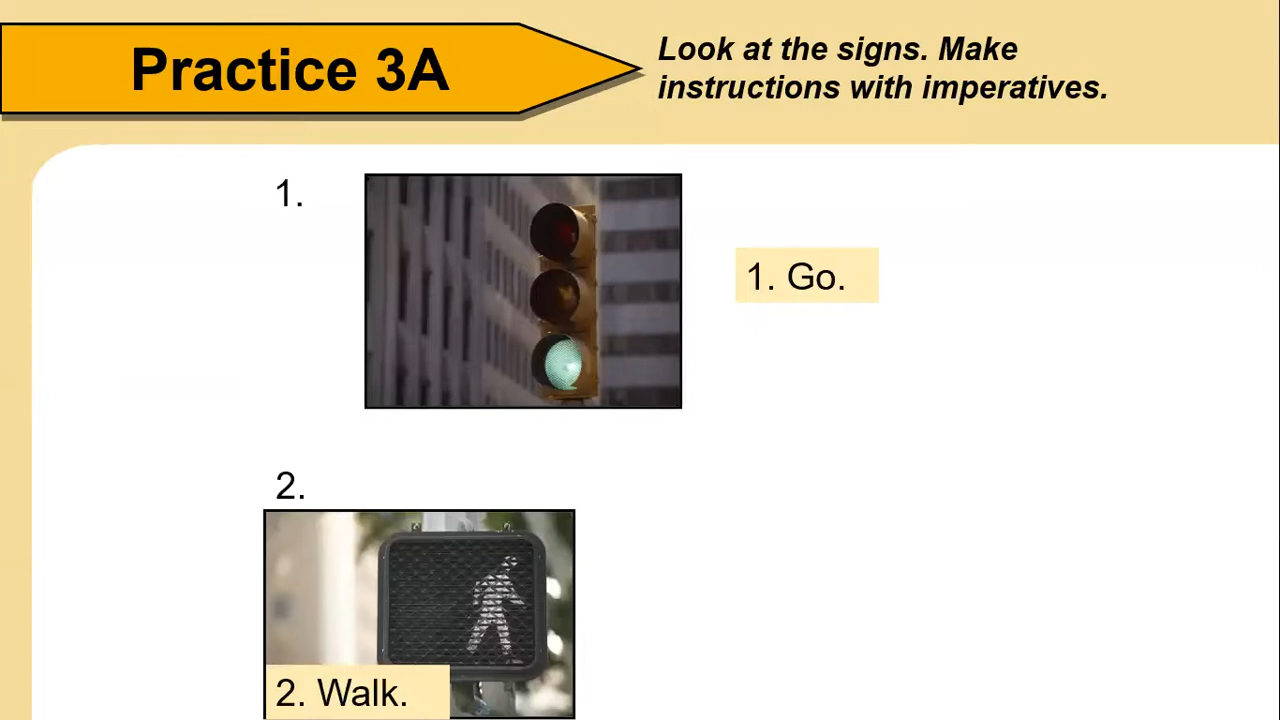 Practice 3A
Look at the signs. Make
instructions with imperatives.
1.
1. Go.
2.
2. Walk.